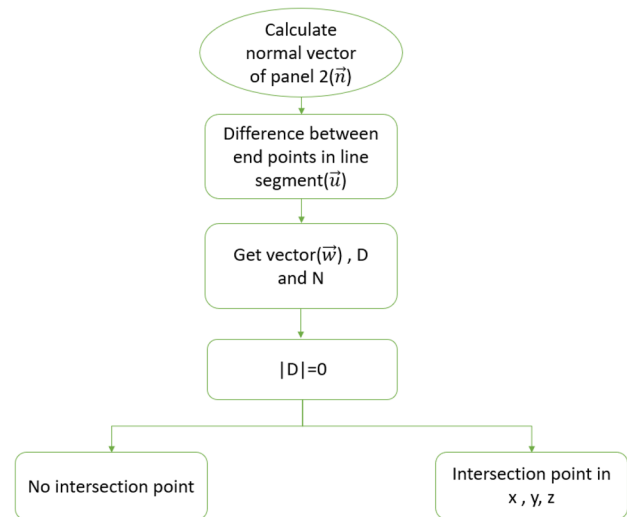 Calculate
normal vector
of panel 2(n⃗)
Difference between
end points in line
segment(u⃗)
Get vector(w⃗) , D
and N
|D|=0
No intersection point
Intersection point in
x , y, z